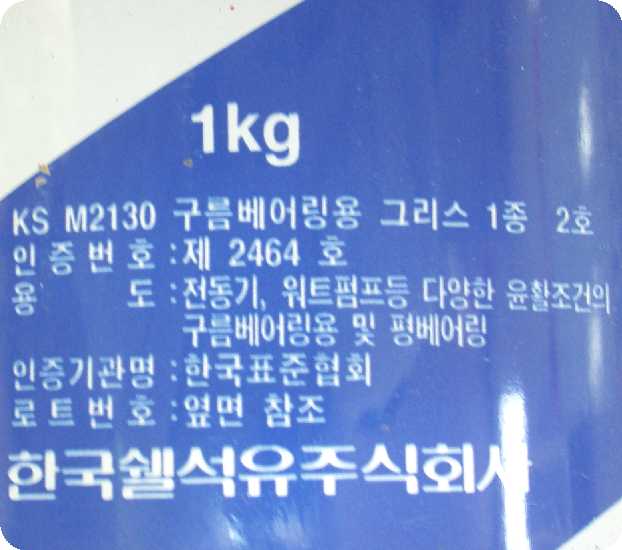 1kg
KS M2130 구름베어링용 그리스 1종 2호
인증번호 : 제 2464 호
용 도 : 전동기, 워트펌프등 다양한 윤활조건의
구름베어링용 및 평베어링
인증기관명 : 한국표준협회
로트번호 : 옆면 참조
한국쉘석유주식회사